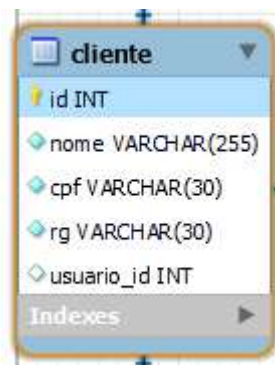 cliente
id INT
nome VARCHAR(255)
cpf VARCHAR(30)
rg VARCHAR(30)
usuario_id INT
Indexes